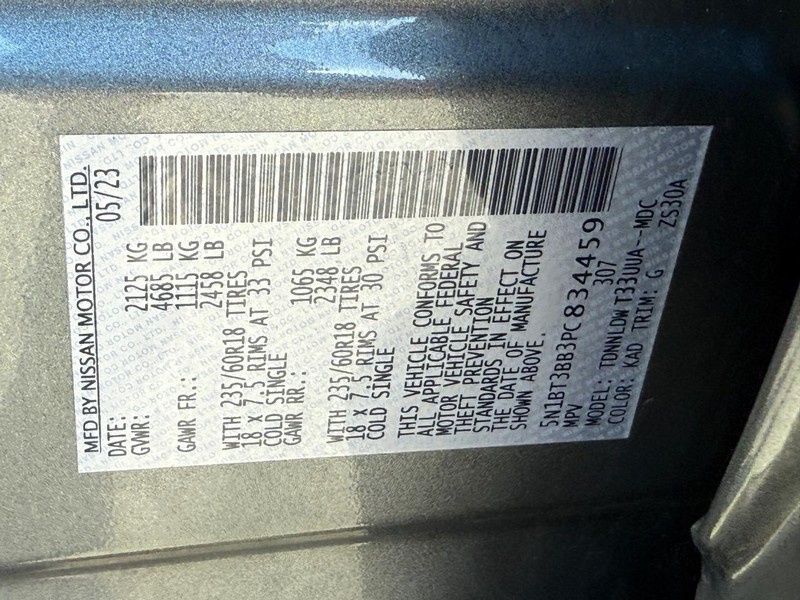 MFD BY NISSAN MOTOR CO., LTD.
DATE: 05/23
GVWR: 2125 KG
4685 LB
GAWR FR.: 1115 KG
2458 LB
WITH 235/60R18 TIRES
18 X 7.5 RIMS AT 33 PSI
COLD SINGLE
GAWR RR.: 1065 KG
2348 LB
WITH 235/60R18 TIRES
18 X 7.5 RIMS AT 30 PSI
COLD SINGLE
THIS VEHICLE CONFORMS TO
ALL APPLICABLE FEDERAL
MOTOR VEHICLE SAFETY AND
THEFT PREVENTION
STANDARDS IN EFFECT ON
THE DATE OF MANUFACTURE
SHOWN ABOVE.
5N1BT3BB3PC834459
MPV 307
MODEL: TDNNLDW T33UUA--MDC
COLOR: KAD TRIM: G ZS30A